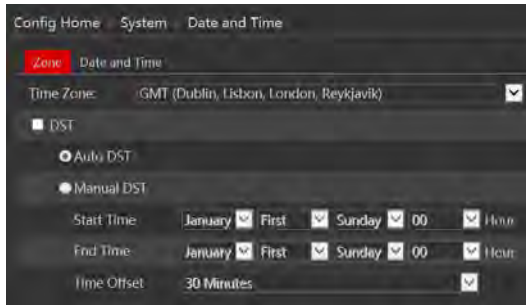 Config Home System Date and Time
Zone Date and Time
Time Zone: GMT (Dublin, Lisbon, London, Reykjavik)
DST
Auto DST
Manual DST
Start Time January First Sunday 00 Hour
End Time January First Sunday 00 Hour
Time Offset 30 Minutes